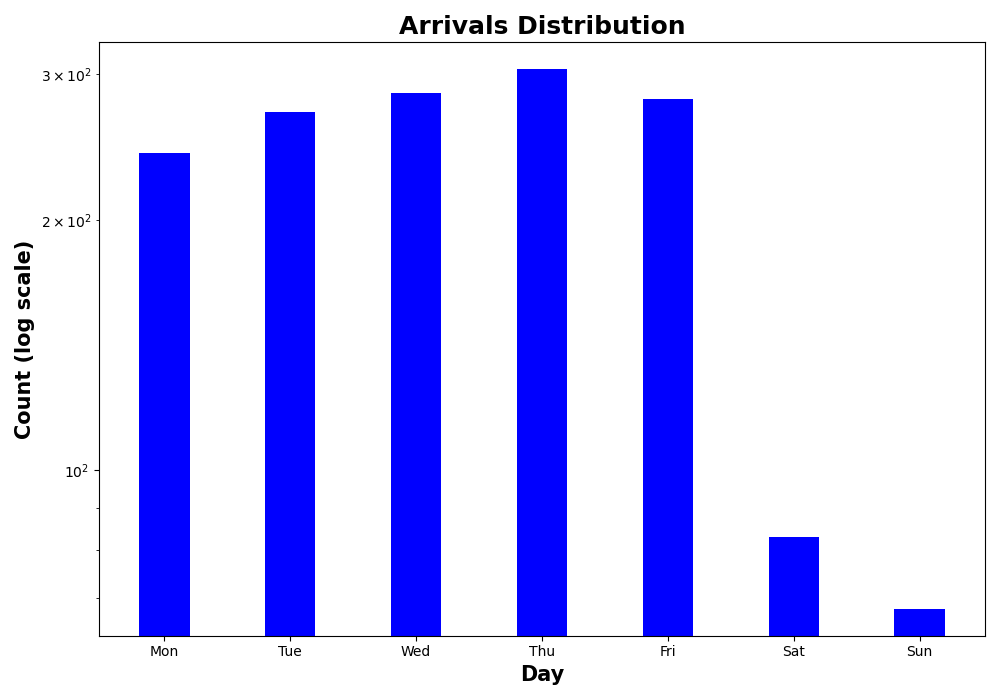 Arrivals Distribution
3 × 10²
2 × 10²
10²
Count (log scale)
Mon Tue Wed Thu Fri Sat Sun
Day